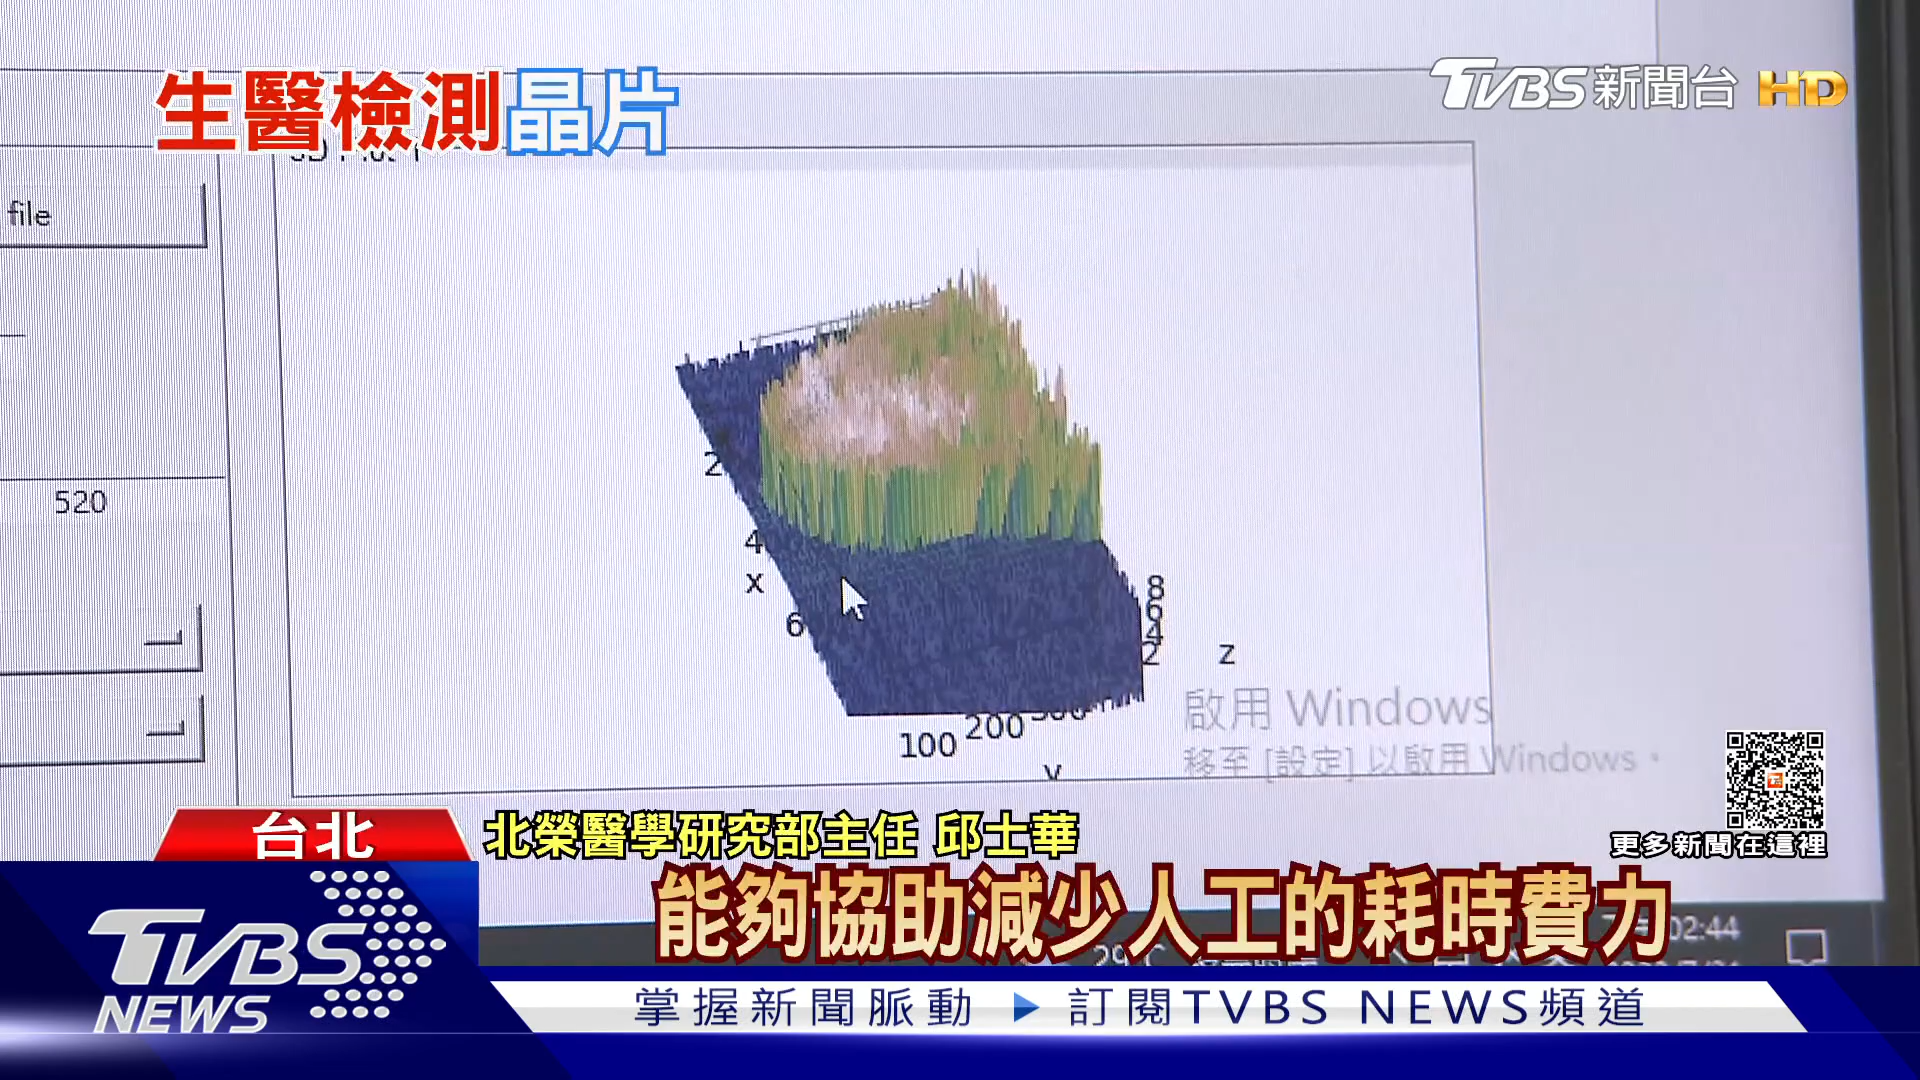 生醫檢測晶片
TVBS新聞台 HD
file
520
2
4
x
6
8
6
4
2
z
100
200
y
啟用 Windows
移至 [設定] 以啟用 Windows。
更多新聞在這裡
台北
北榮醫學研究部主任 邱士華
能夠協助減少人工的耗時費力
29°C
02:44
TVBS
NEWS
掌握新聞脈動 ▶ 訂閱TVBS NEWS頻道